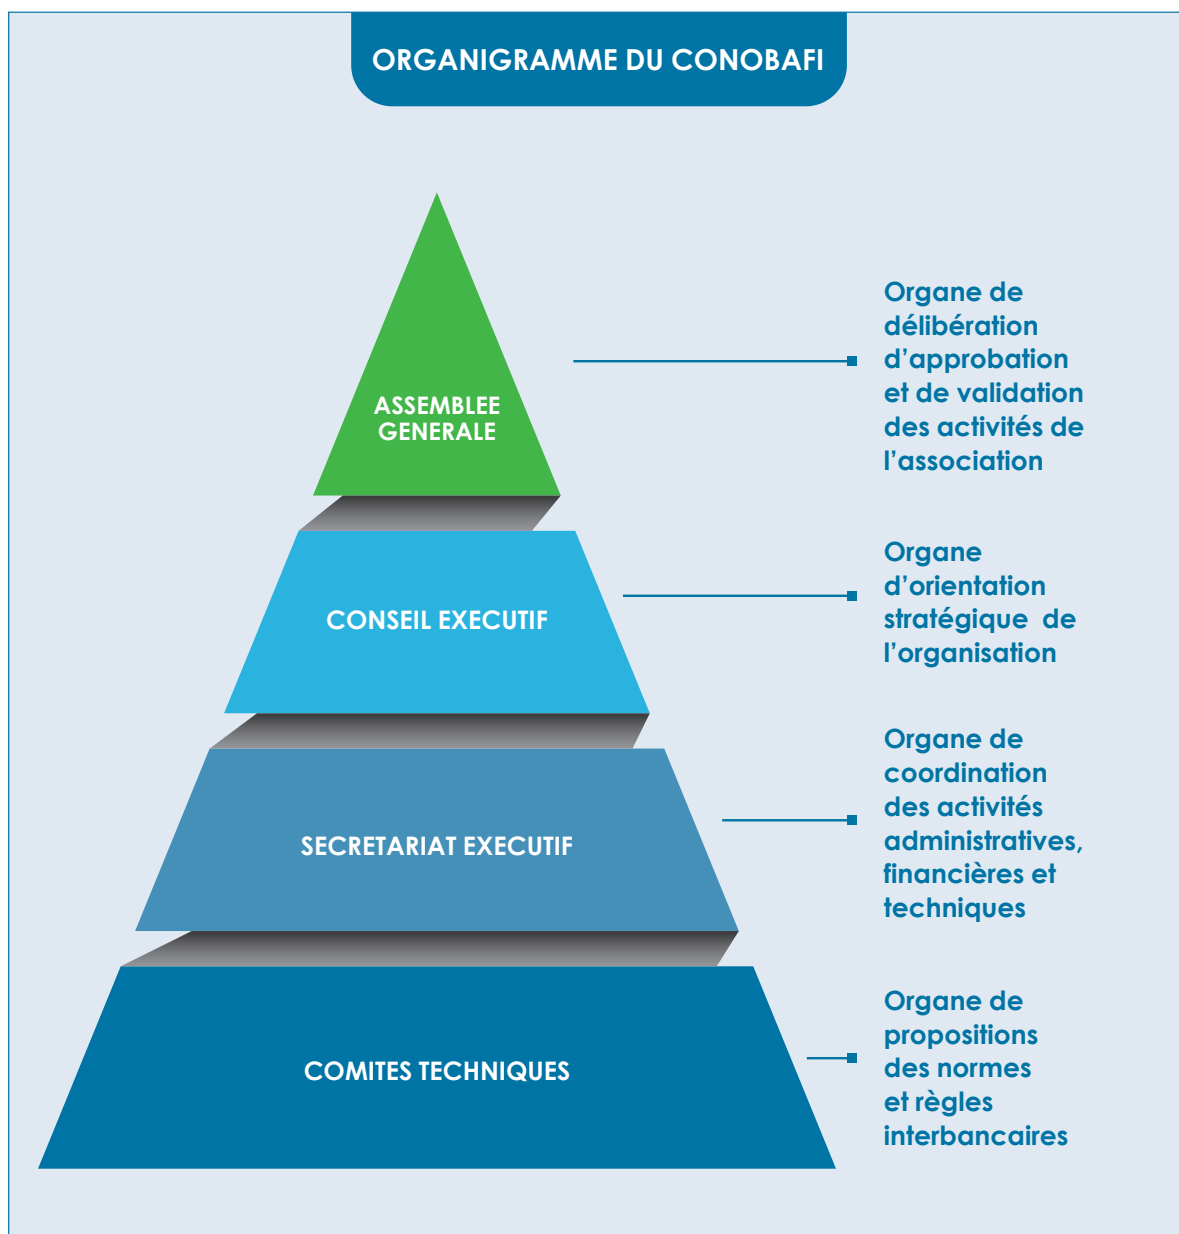 ORGANIGRAMME DU CONOBAFI
ASSEMBLEE
GENERALE
Organe de
délibération
d’approbation
et de validation
des activités de
l’association
CONSEIL EXECUTIF
Organe
d’orientation
stratégique de
l’organisation
SECRETARIAT EXECUTIF
Organe de
coordination
des activités
administratives,
financières et
techniques
COMITES TECHNIQUES
Organe de
propositions
des normes
et règles
interbancaires